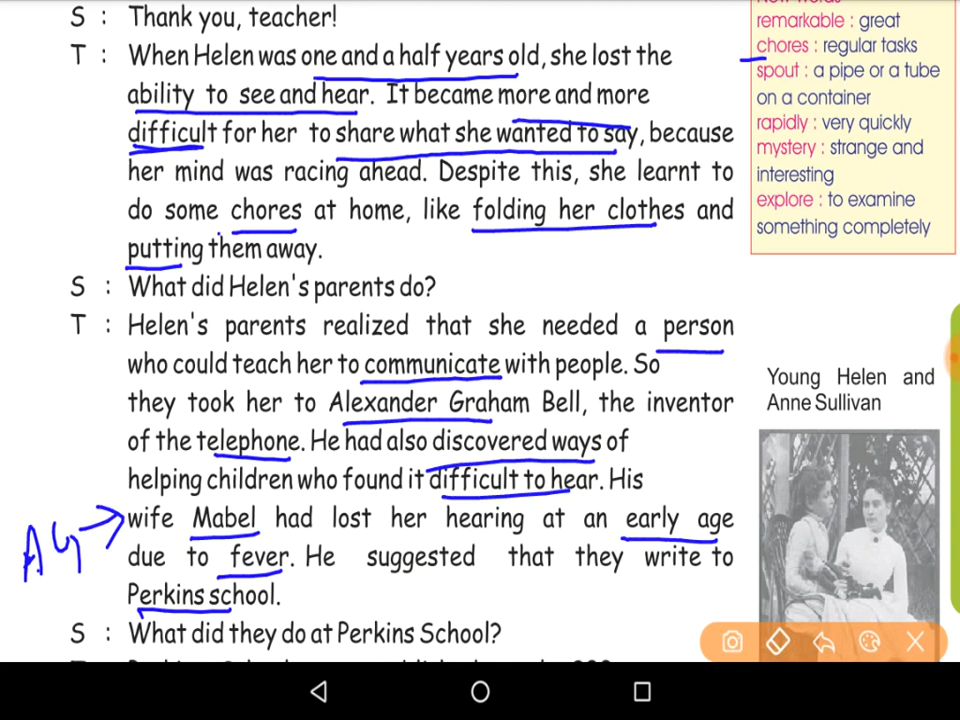 S : Thank you, teacher!
T : When Helen was one and a half years old, she lost the
ability to see and hear. It became more and more
difficult for her to share what she wanted to say, because
her mind was racing ahead. Despite this, she learnt to
do some chores at home, like folding her clothes and
putting them away.
S : What did Helen's parents do?
T : Helen's parents realized that she needed a person
who could teach her to communicate with people. So
they took her to Alexander Graham Bell, the inventor
of the telephone. He had also discovered ways of
helping children who found it difficult to hear. His
wife Mabel had lost her hearing at an early age
due to fever. He suggested that they write to
Perkins school.
S : What did they do at Perkins School?
remarkable : great
chores : regular tasks
spout : a pipe or a tube
on a container
rapidly : very quickly
mystery : strange and
interesting
explore : to examine
something completely
Young Helen and
Anne Sullivan